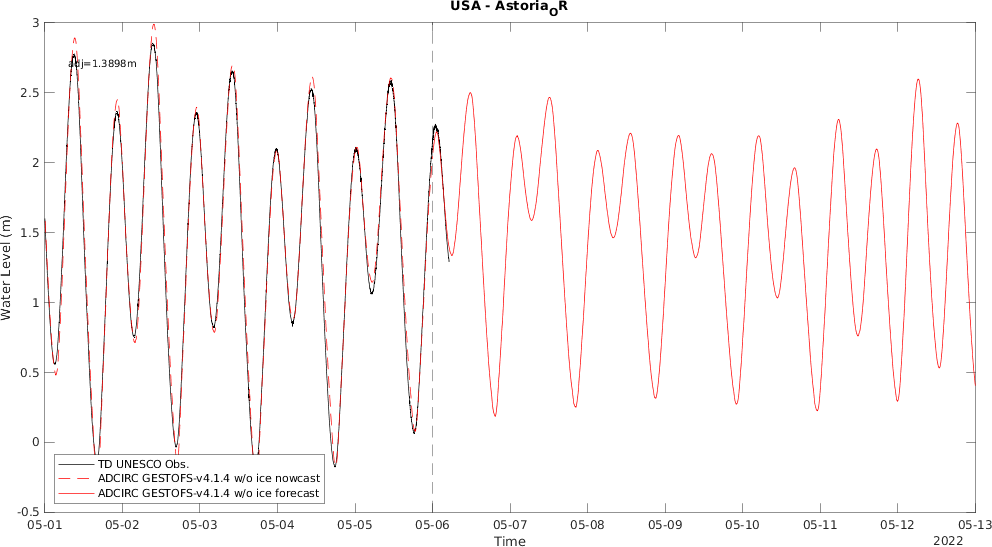 USA - Astoria_OR
3
2.5
2
1.5
1
0.5
0
-0.5
Water Level (m)
adj=1.3898m
TD UNESCO Obs.
ADCIRC GESTOFS-v4.1.4 w/o ice nowcast
ADCIRC GESTOFS-v4.1.4 w/o ice forecast
05-01 05-02 05-03 05-04 05-05 05-06 05-07 05-08 05-09 05-10 05-11 05-12 05-13
Time
2022